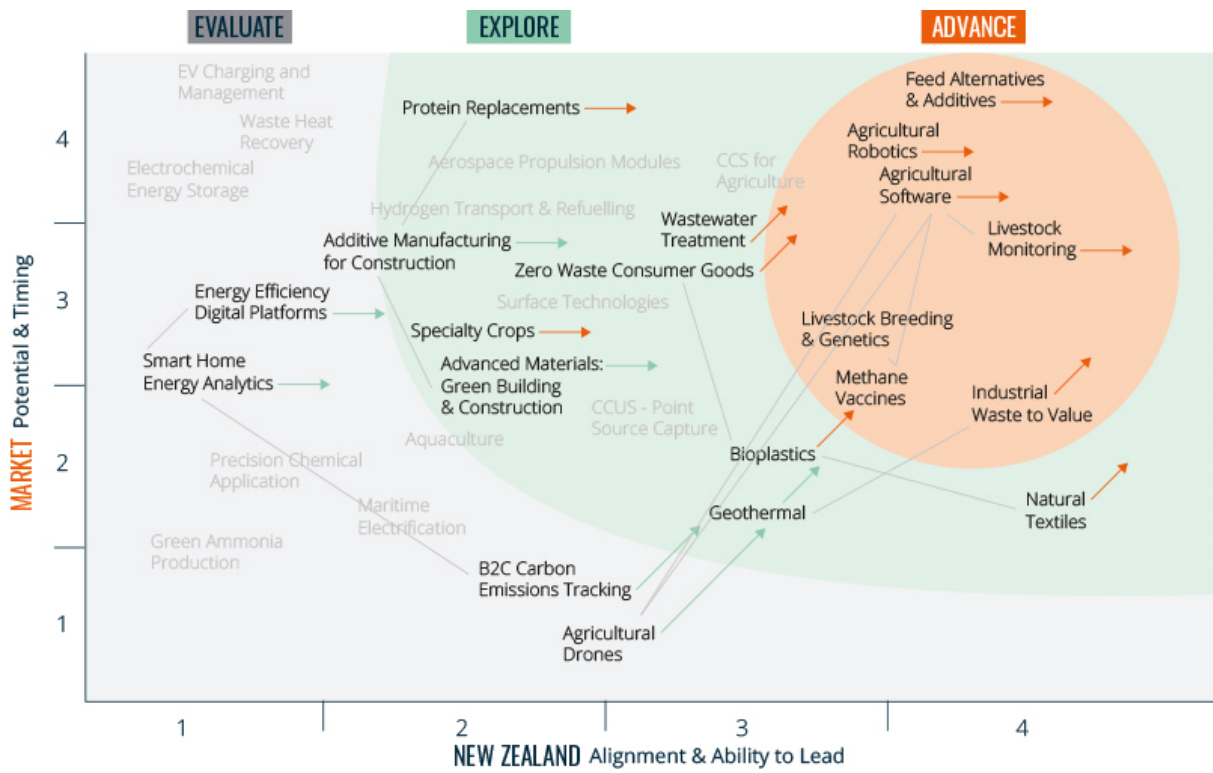 EVALUATE
EXPLORE
ADVANCE
EV Charging and
Management
Waste Heat
Recovery
Electrochemical
Energy Storage
Protein Replacements
Aerospace Propulsion Modules
Hydrogen Transport & Refuelling
CCS for
Agriculture
Feed Alternatives
& Additives
Agricultural
Robotics
Agricultural
Software
Wastewater
Treatment
Livestock
Monitoring
Additive Manufacturing
for Construction
Zero Waste Consumer Goods
Energy Efficiency
Digital Platforms
Surface Technologies
Specialty Crops
Livestock Breeding
& Genetics
Smart Home
Energy Analytics
Advanced Materials:
Green Building
& Construction
Methane
Vaccines
Industrial
Waste to Value
CCUS - Point
Source Capture
Aquaculture
Bioplastics
Precision Chemical
Application
Maritime
Electrification
Geothermal
Natural
Textiles
Green Ammonia
Production
B2C Carbon
Emissions Tracking
Agricultural
Drones
4
3
2
1
MARKET Potential & Timing
1
2
3
4
NEW ZEALAND Alignment & Ability to Lead